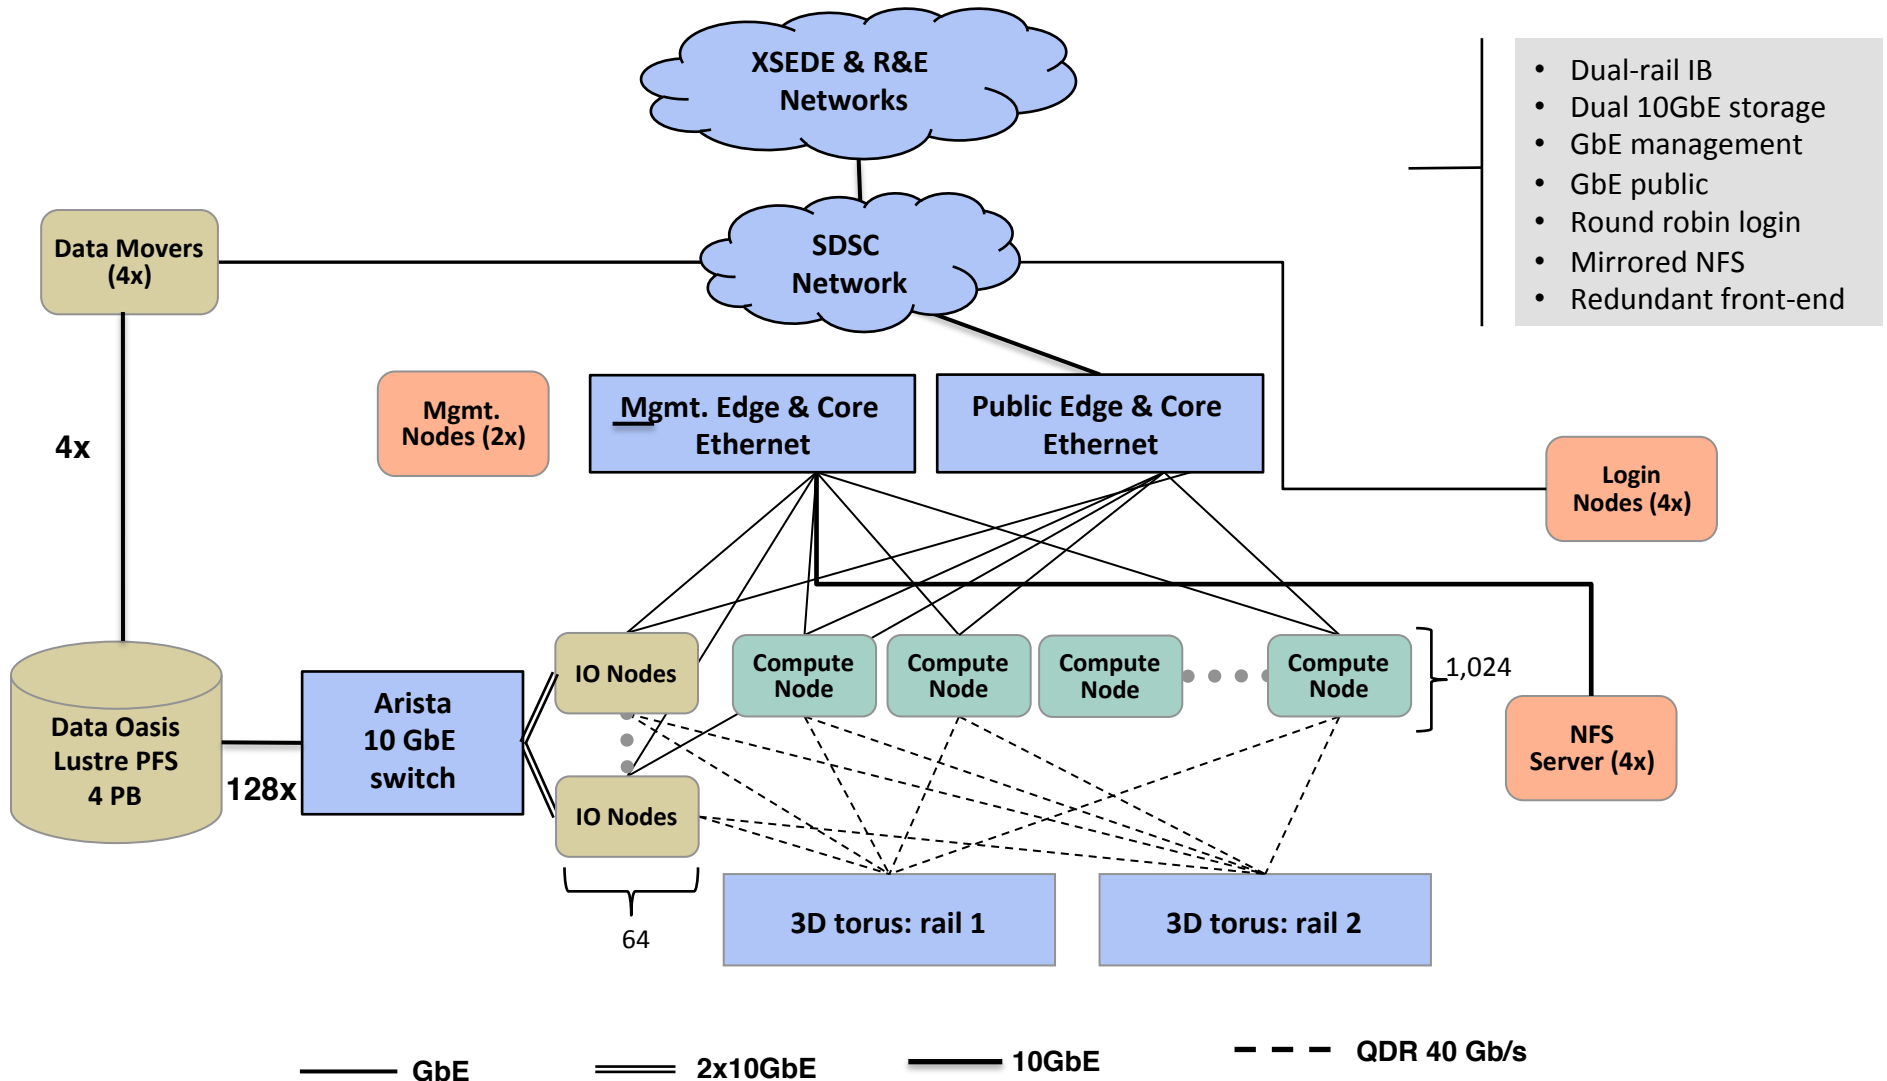 XSEDE & R&E
Networks
• Dual-rail IB
• Dual 10GbE storage
• GbE management
• GbE public
• Round robin login
• Mirrored NFS
• Redundant front-end
Data Movers
(4x)
SDSC
Network
Mgmt.
Nodes (2x)
Mgmt. Edge & Core
Ethernet
Public Edge & Core
Ethernet
4x
Login
Nodes (4x)
IO Nodes
Compute
Node
Compute
Node
Compute
Node
Compute
Node
1,024
Data Oasis
Lustre PFS
4 PB
128x
Arista
10 GbE
switch
NFS
Server (4x)
IO Nodes
64
3D torus: rail 1
3D torus: rail 2
GbE
2x10GbE
10GbE
QDR 40 Gb/s